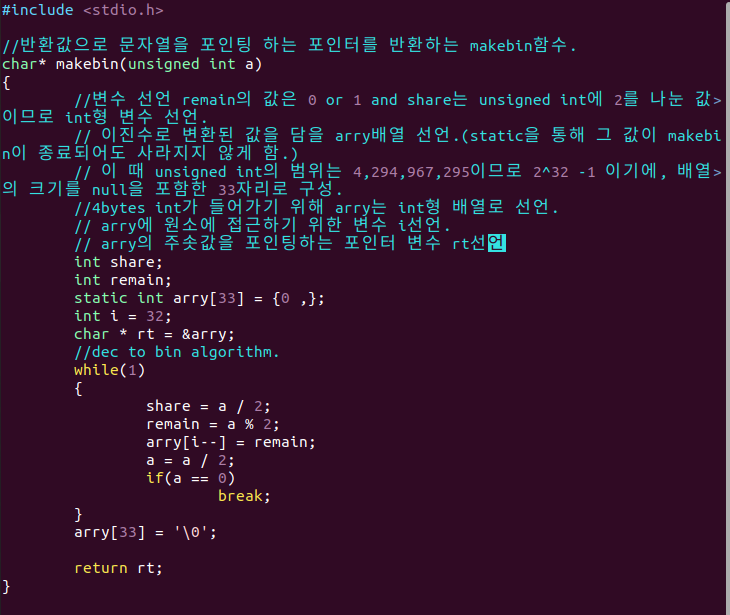 #include <stdio.h>
//반환값으로 문자열을 포인팅 하는 포인터를 반환하는 makebin함수.
char* makebin(unsigned int a)
{
//변수 선언 remain의 값은 0 or 1 and share는 unsigned int에 2를 나눈 값>
이므로 int형 변수 선언.
// 이진수로 변환된 값을 담을 arry배열 선언.(static을 통해 그 값이 makebi
n이 종료되어도 사라지지 않게 함.)
// 이 때 unsigned int의 범위는 4,294,967,295이므로 2^32 -1 이기에, 배열>
의 크기를 null을 포함한 33자리로 구성.
//4bytes int가 들어가기 위해 arry는 int형 배열로 선언.
// arry에 원소에 접근하기 위한 변수 i선언.
// arry의 주솟값을 포인팅하는 포인터 변수 rt선언
int share;
int remain;
static int arry[33] = {0 ,};
int i = 32;
char * rt = &arry;
//dec to bin algorithm.
while(1)
{
share = a / 2;
remain = a % 2;
arry[i--] = remain;
a = a / 2;
if(a == 0)
break;
}
arry[33] = '\0';
return rt;
}